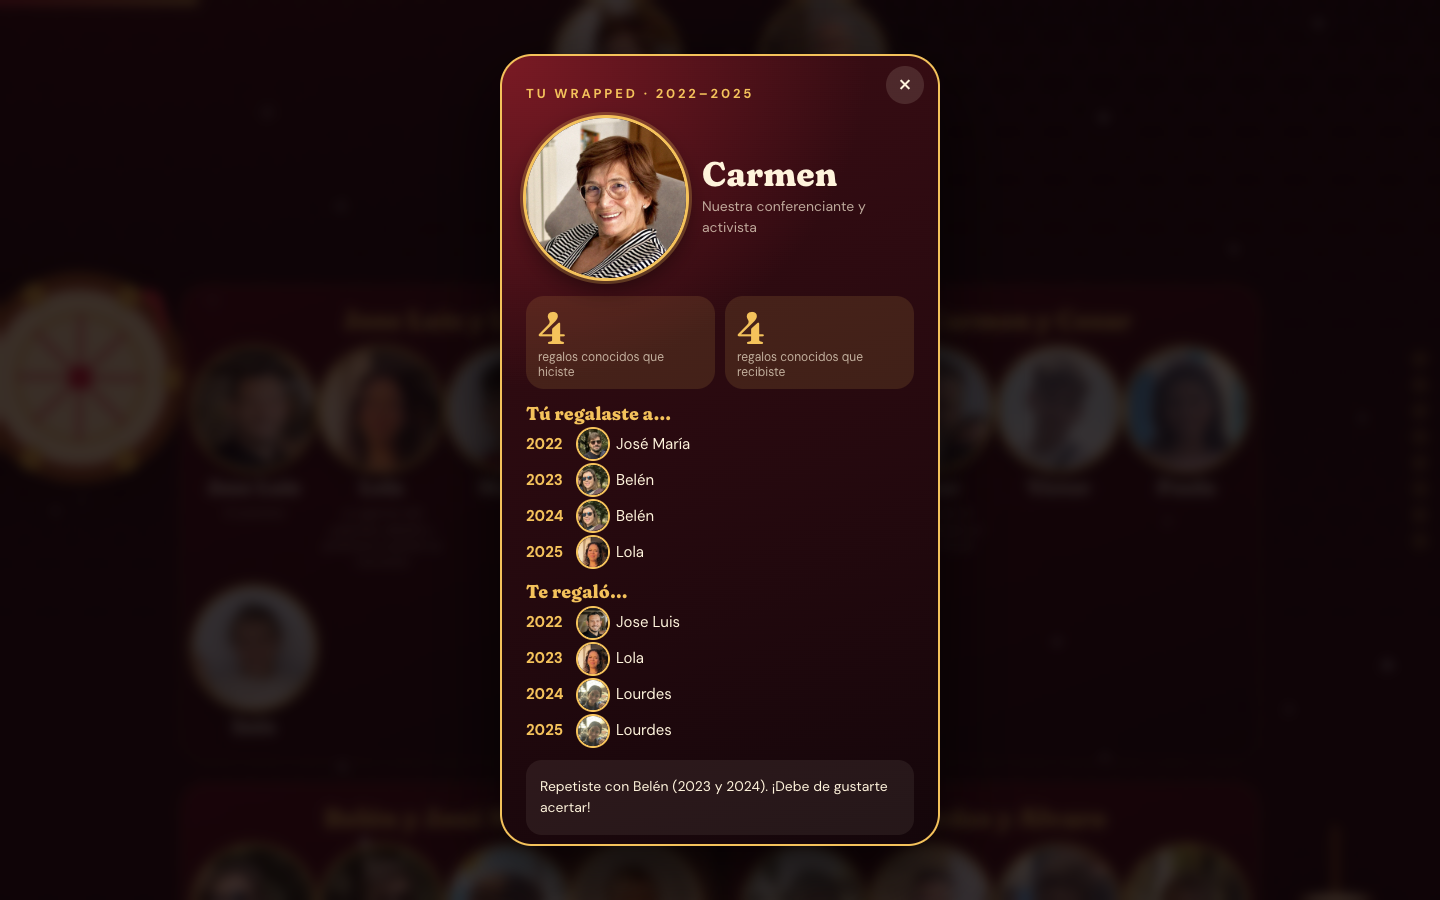 TU WRAPPED · 2022–2025
×
Carmen
Nuestra conferenciante y
activista
4
regalos conocidos que
hiciste
4
regalos conocidos que
recibiste
Tú regalaste a...
2022 José María
2023 Belén
2024 Belén
2025 Lola
Te regaló...
2022 Jose Luis
2023 Lola
2024 Lourdes
2025 Lourdes
Repetiste con Belén (2023 y 2024). ¡Debe de gustarte
acertar!